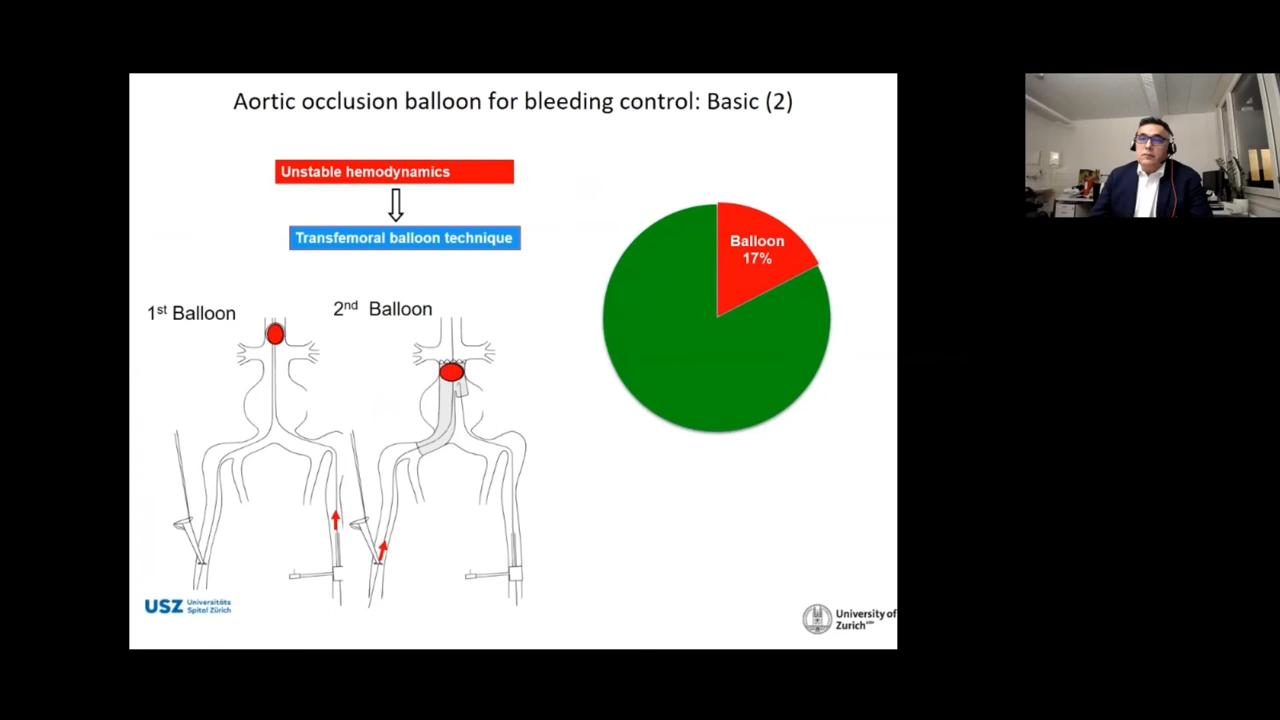 Aortic occlusion balloon for bleeding control: Basic (2)
Unstable hemodynamics
Transfemoral balloon technique
Balloon
17%
1st Balloon
2nd Balloon
USZ Universitäts
Spital Zürich
University of
Zurich